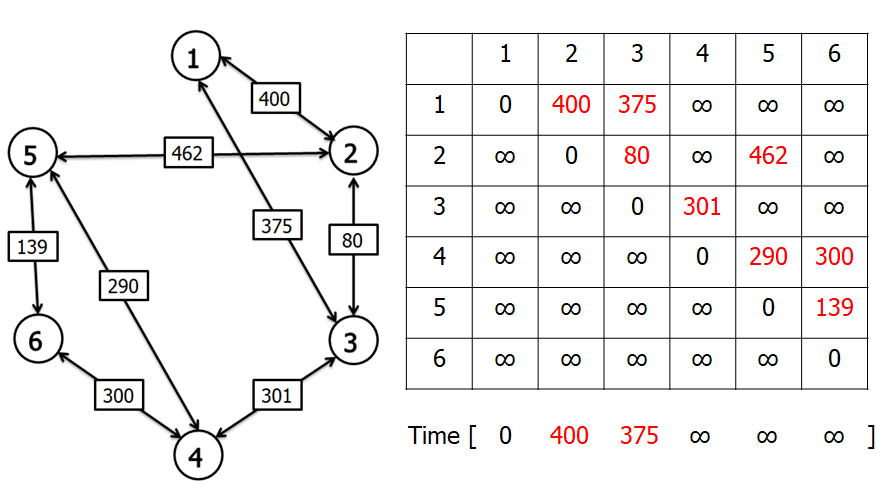 1
400
5
462
2
375
139
80
290
6
3
300
301
4
1 2 3 4 5 6
1 0 400 375 ∞ ∞ ∞
2 ∞ 0 80 ∞ 462 ∞
3 ∞ ∞ 0 301 ∞ ∞
4 ∞ ∞ ∞ 0 290 300
5 ∞ ∞ ∞ ∞ 0 139
6 ∞ ∞ ∞ ∞ ∞ 0
Time [ 0 400 375 ∞ ∞ ∞ ]